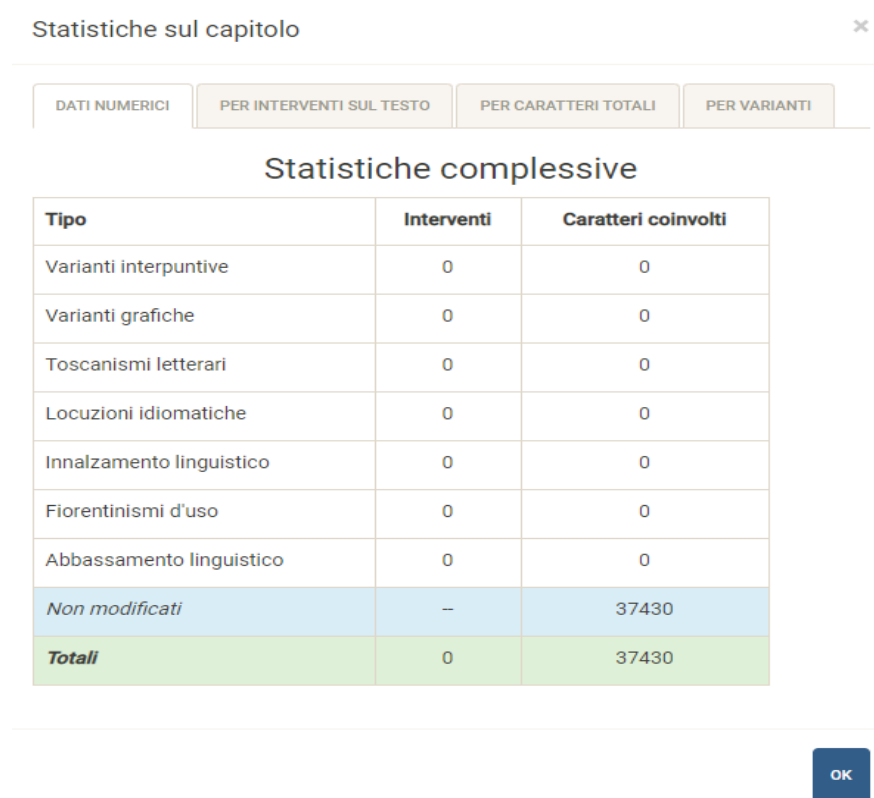 Statistiche sul capitolo ×
DATI NUMERICI PER INTERVENTI SUL TESTO PER CARATTERI TOTALI PER VARIANTI
Statistiche complessive
Tipo Interventi Caratteri coinvolti
Varianti interpuntive 0 0
Varianti grafiche 0 0
Toscanismi letterari 0 0
Locuzioni idiomatiche 0 0
Innalzamento linguistico 0 0
Fiorentinismi d'uso 0 0
Abbassamento linguistico 0 0
Non modificati -- 37430
Totali 0 37430
OK